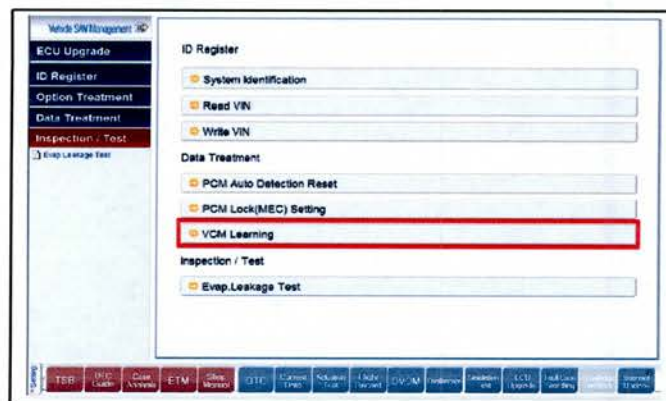 Vehicle S/W Management
ECU Upgrade
ID Register
Option Treatment
Data Treatment
Inspection / Test
Evap.Leakage Test
ID Register
System Identification
Read VIN
Write VIN
Data Treatment
PCM Auto Detection Reset
PCM Lock(MEC) Setting
VCM Learning
Inspection / Test
Evap.Leakage Test
TSB
DTC Guide
Case Analysis
ETM
Shop Manual
DTC
Current Data
Actuation Test
Flight Record
DVOM
Simulation
ECU Upgrade